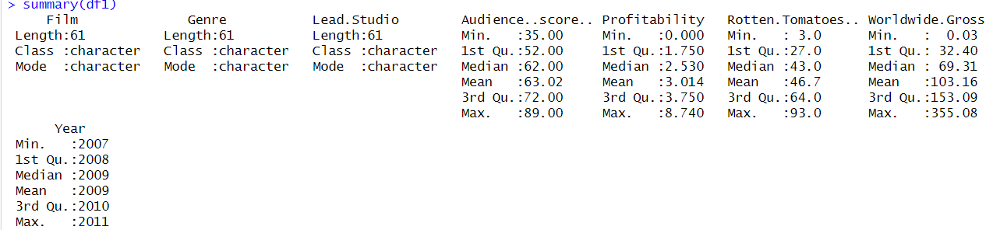 > summary(df1)
Film Genre Lead.Studio Audience..score.. Profitability Rotten.Tomatoes.. Worldwide.Gross
Length:61 Length:61 Length:61 Min. :35.00 Min. :0.000 Min. : 3.0 Min. : 0.03
Class :character Class :character Class :character 1st Qu.:52.00 1st Qu.:1.750 1st Qu.:27.0 1st Qu.: 32.40
Mode :character Mode :character Mode :character Median :62.00 Median :2.530 Median :43.0 Median : 69.31
Mean :63.02 Mean :3.014 Mean :46.7 Mean :103.16
3rd Qu.:72.00 3rd Qu.:3.750 3rd Qu.:64.0 3rd Qu.:153.09
Max. :89.00 Max. :8.740 Max. :93.0 Max. :355.08
Year
Min. :2007
1st Qu.:2008
Median :2009
Mean :2009
3rd Qu.:2010
Max. :2011